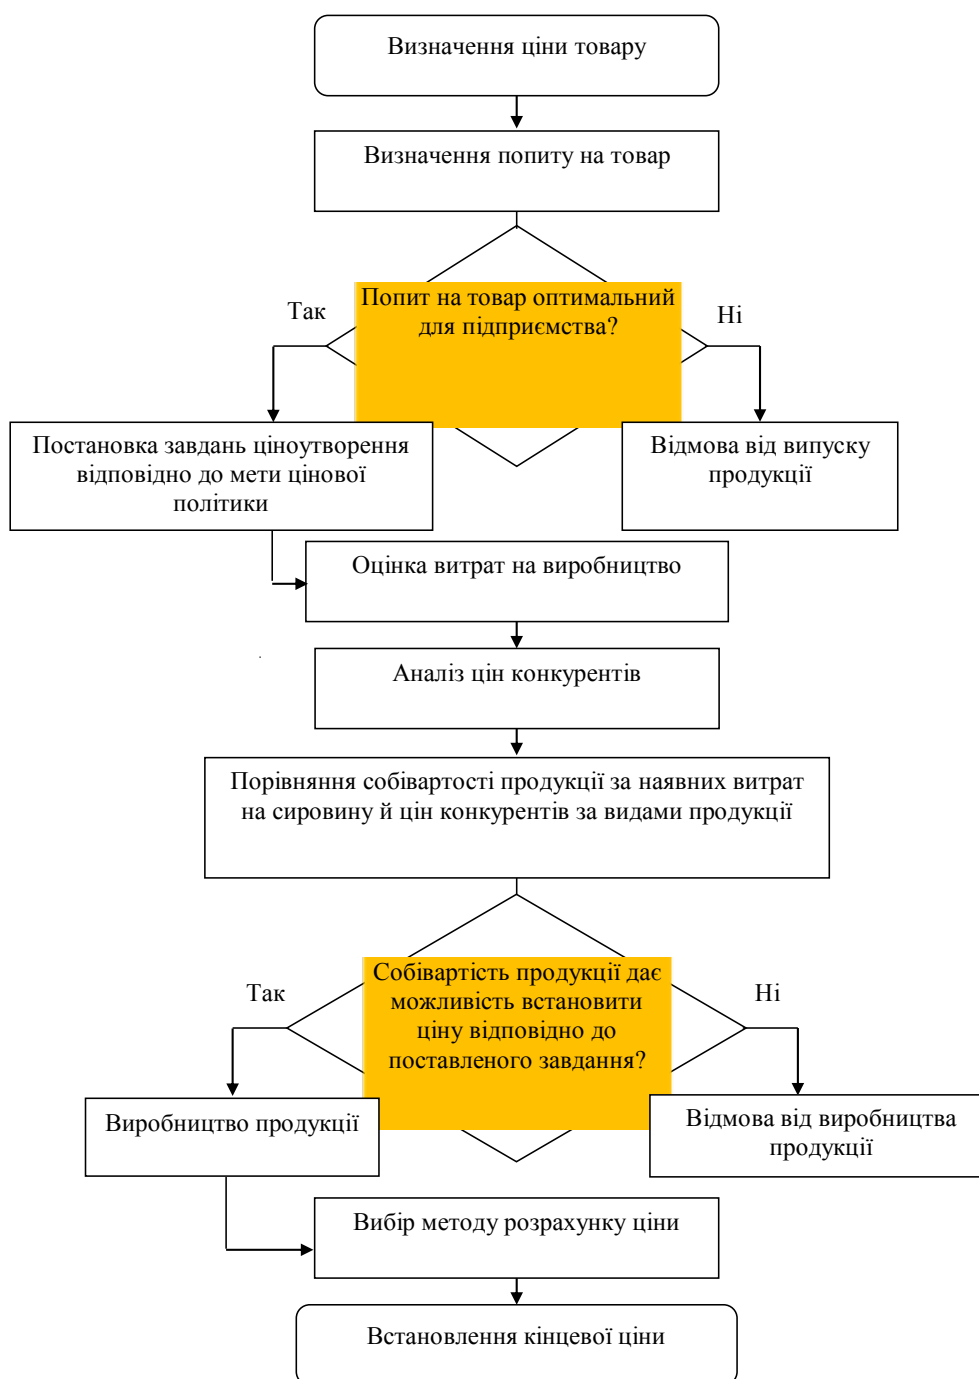 Визначення ціни товару
Визначення попиту на товар
Попит на товар оптимальний
для підприємства?
Так
Ні
Постановка завдань ціноутворення
відповідно до мети цінової
політики
Відмова від випуску
продукції
Оцінка витрат на виробництво
Аналіз цін конкурентів
Порівняння собівартості продукції за наявних витрат
на сировину й цін конкурентів за видами продукції
Собівартість продукції дає
можливість встановити
ціну відповідно до
поставленого завдання?
Так
Ні
Виробництво продукції
Відмова від виробництва
продукції
Вибір методу розрахунку ціни
Встановлення кінцевої ціни